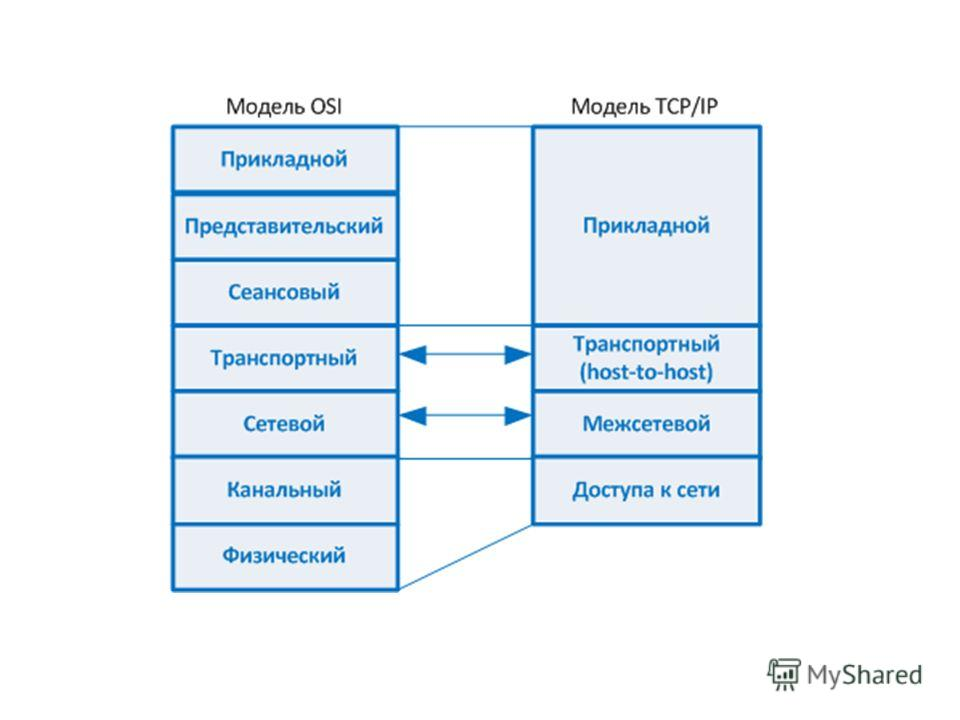 Модель OSI
Модель TCP/IP
Прикладной
Представительский
Сеансовый
Транспортный
Сетевой
Канальный
Физический
Прикладной
Транспортный
(host-to-host)
Межсетевой
Доступа к сети
MyShared